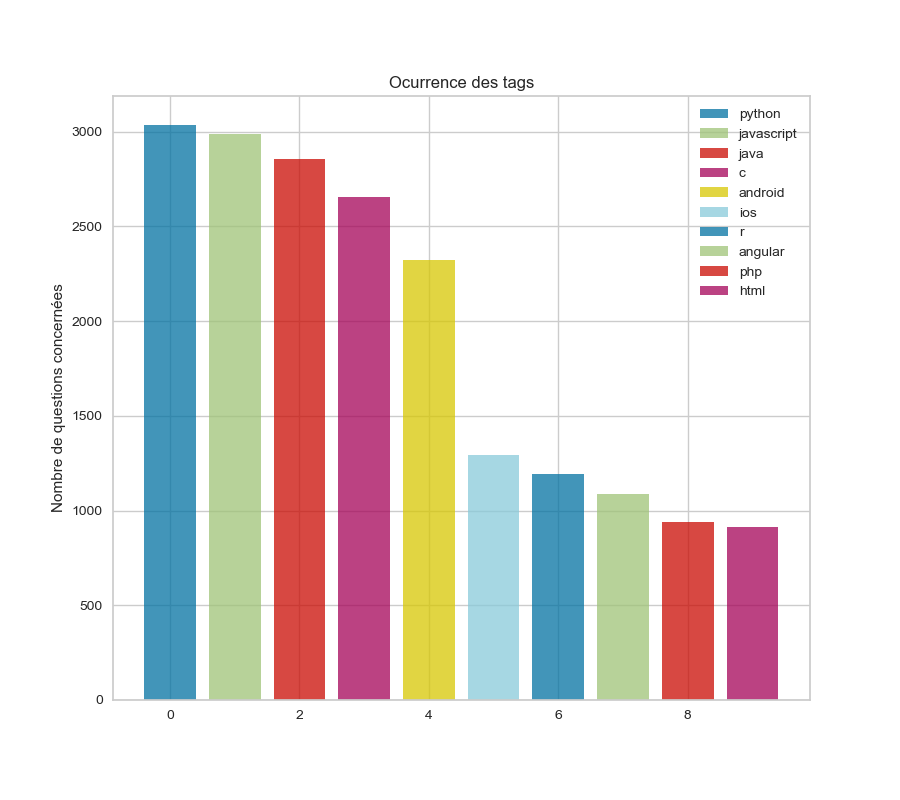 Ocurrence des tags
Nombre de questions concernées
3000
2500
2000
1500
1000
500
0
0
2
4
6
8
python
javascript
java
c
android
ios
r
angular
php
html